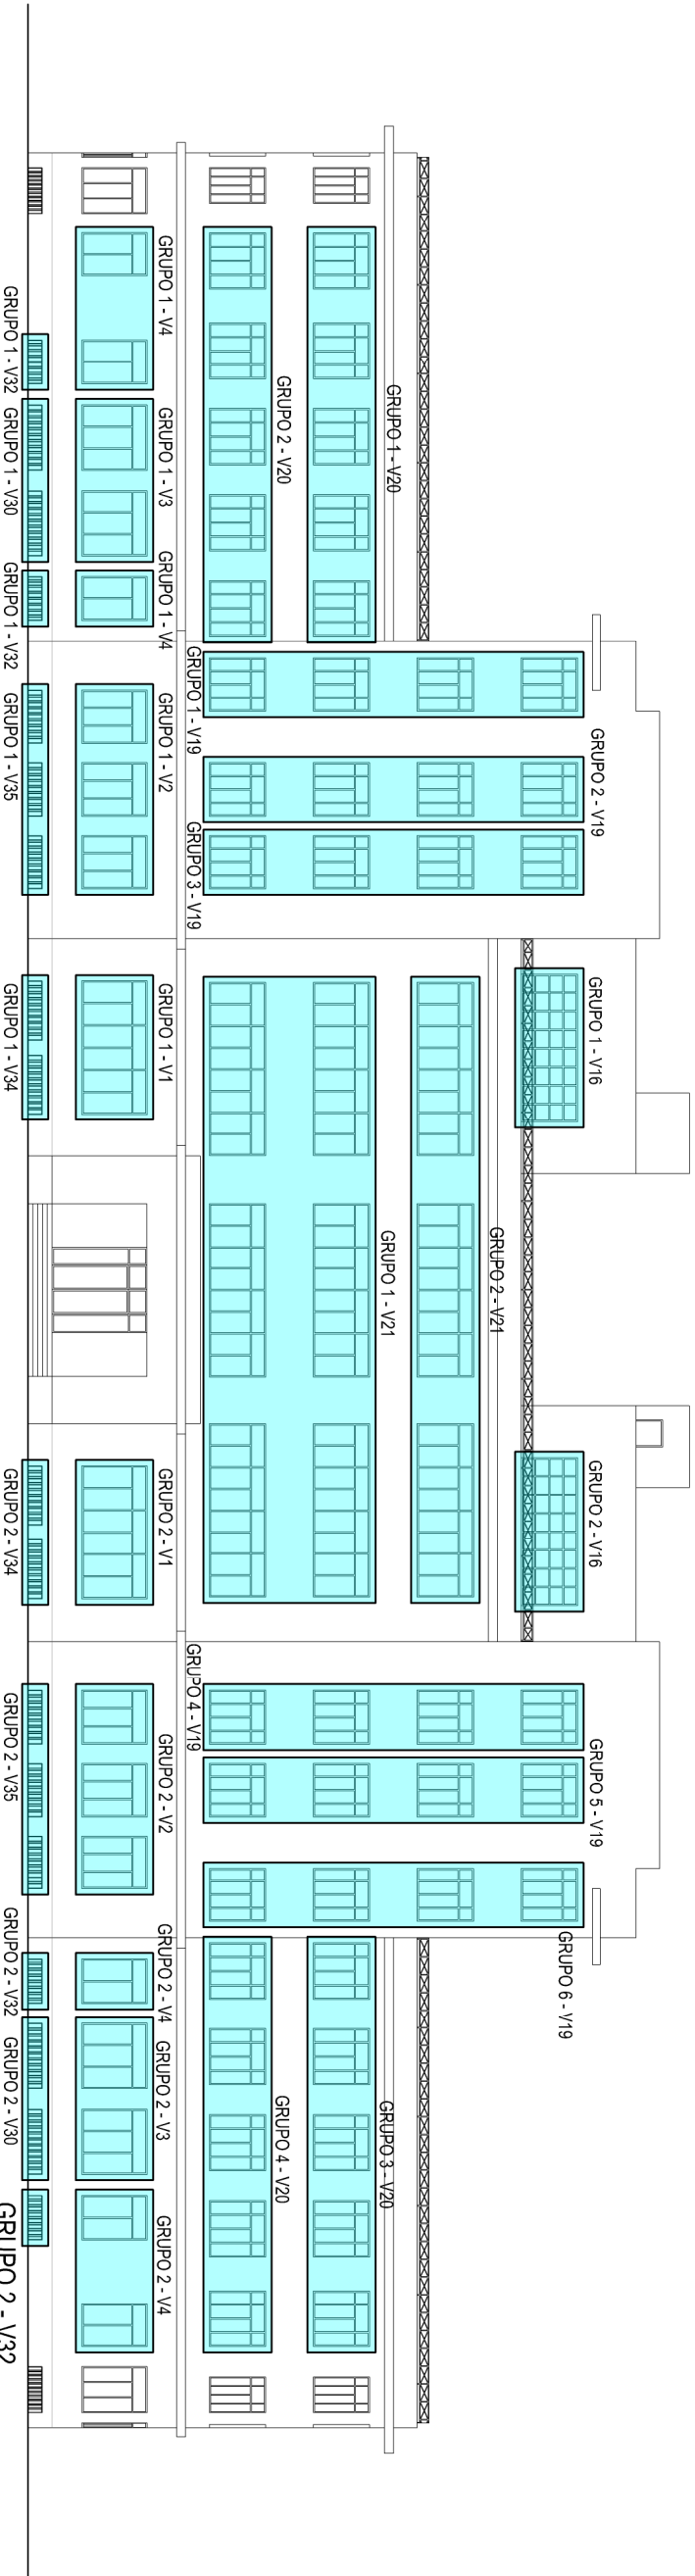 GRUPO 1 - V16
GRUPO 2 - V16
GRUPO 2 - V19
GRUPO 5 - V19
GRUPO 6 - V19
GRUPO 2 - V21
GRUPO 1 - V20
GRUPO 1 - V21
GRUPO 3 - V20
GRUPO 2 - V20
GRUPO 4 - V20
GRUPO 1 - V19
GRUPO 3 - V19
GRUPO 4 - V19
GRUPO 1 - V4
GRUPO 1 - V3
GRUPO 1 - V4
GRUPO 1 - V2
GRUPO 1 - V1
GRUPO 2 - V1
GRUPO 2 - V2
GRUPO 2 - V4
GRUPO 2 - V3
GRUPO 2 - V4
GRUPO 1 - V32
GRUPO 1 - V30
GRUPO 1 - V32
GRUPO 1 - V35
GRUPO 1 - V34
GRUPO 2 - V34
GRUPO 2 - V35
GRUPO 2 - V32
GRUPO 2 - V30
GRUPO 2 - V32